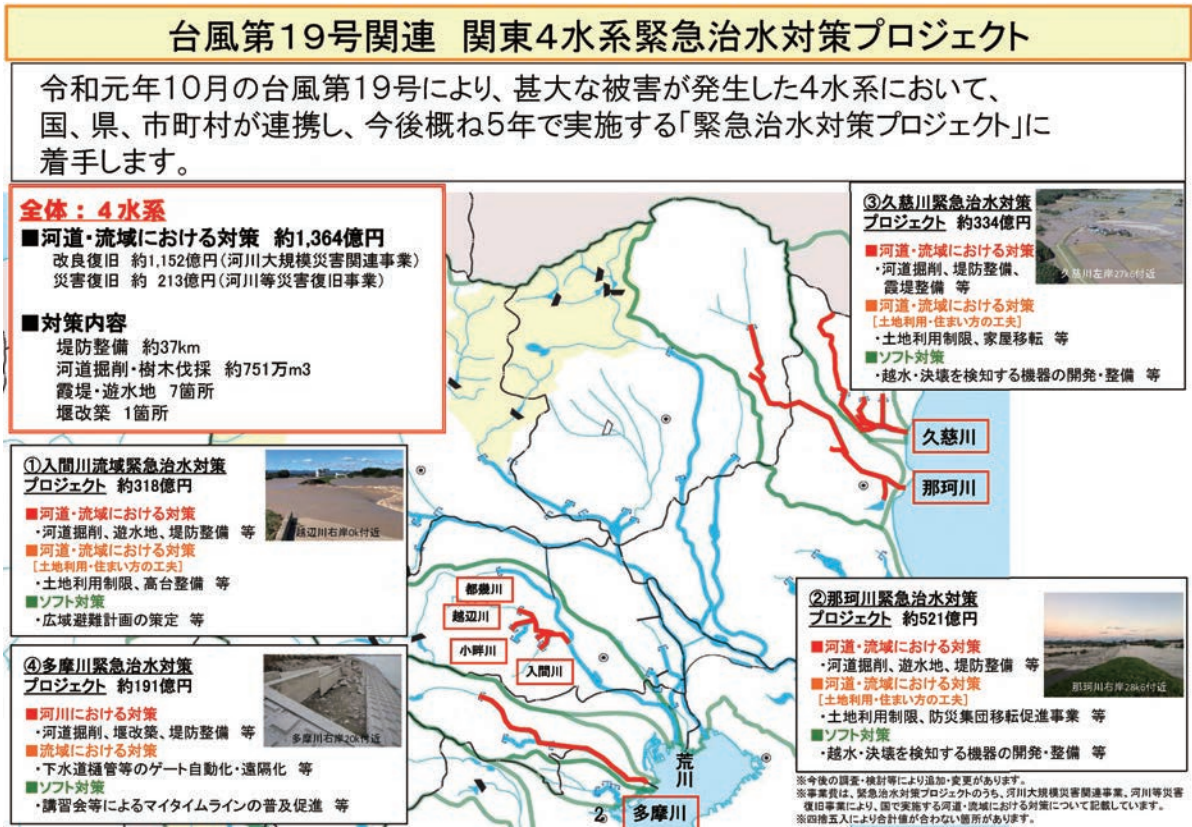 台風第19号関連 関東4水系緊急治水対策プロジェクト
令和元年10月の台風第19号により、甚大な被害が発生した4水系において、
国、県、市町村が連携し、今後概ね5年で実施する「緊急治水対策プロジェクト」に
着手します。
全体：4水系
■河道・流域における対策 約1,364億円
改良復旧 約1,152億円(河川大規模災害関連事業)
災害復旧 約 213億円(河川等災害復旧事業)
■対策内容
堤防整備 約37km
河道掘削・樹木伐採 約751万m3
霞堤・遊水地 7箇所
堰改築 1箇所
③久慈川緊急治水対策
プロジェクト 約334億円
■河道・流域における対策
・河道掘削、堤防整備、
霞堤整備 等
■河道・流域における対策
[土地利用・住まい方の工夫]
・土地利用制限、家屋移転 等
■ソフト対策
・越水・決壊を検知する機器の開発・整備 等
久慈川左岸27k6付近
久慈川
那珂川
①入間川流域緊急治水対策
プロジェクト 約318億円
■河道・流域における対策
・河道掘削、遊水地、堤防整備 等
■河道・流域における対策
[土地利用・住まい方の工夫]
・土地利用制限、高台整備 等
■ソフト対策
・広域避難計画の策定 等
越辺川右岸0k付近
都幾川
越辺川
小畔川
入間川
②那珂川緊急治水対策
プロジェクト 約521億円
■河道・流域における対策
・河道掘削、遊水地、堤防整備 等
■河道・流域における対策
[土地利用・住まい方の工夫]
・土地利用制限、防災集団移転促進事業 等
■ソフト対策
・越水・決壊を検知する機器の開発・整備 等
那珂川右岸28k6付近
④多摩川緊急治水対策
プロジェクト 約191億円
■河川における対策
・河道掘削、堰改築、堤防整備 等
■流域における対策
・下水道樋管等のゲート自動化・遠隔化 等
■ソフト対策
・講習会等によるマイタイムラインの普及促進 等
多摩川右岸20k付近
荒川
多摩川
2
※今後の調査・検討等により追加・変更があります。
※事業費は、緊急治水対策プロジェクトのうち、河川大規模災害関連事業、河川等災害
復旧事業により、国で実施する河道・流域における対策について記載しています。
※四捨五入により合計値が合わない箇所があります。